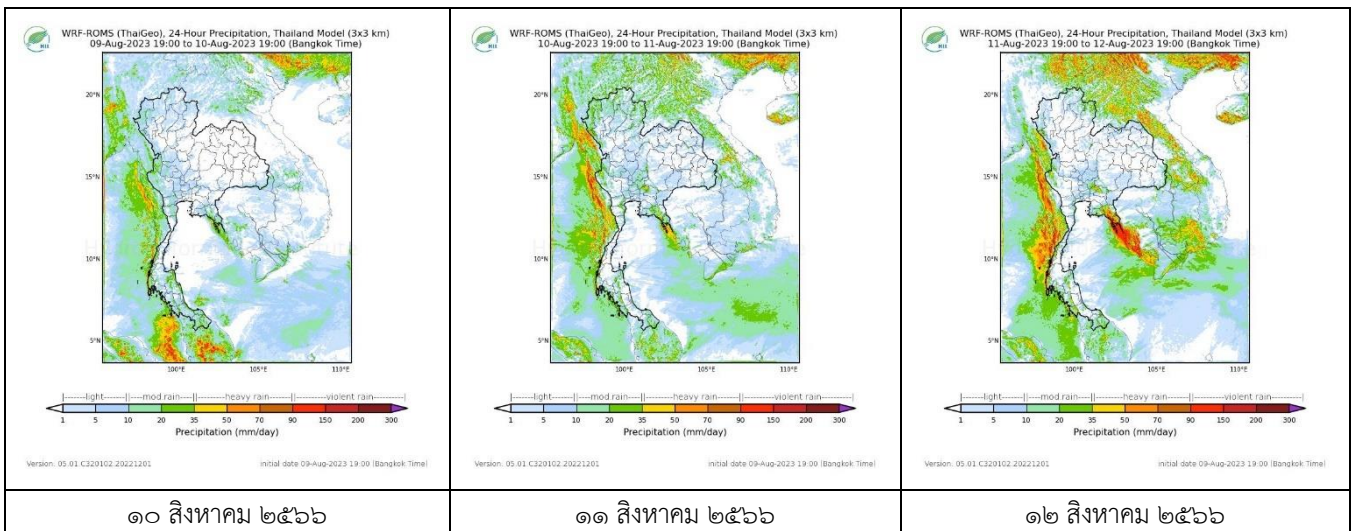 WRF-ROMS (ThaiGeo), 24-Hour Precipitation, Thailand Model (3x3 km)
09-Aug-2023 19:00 to 10-Aug-2023 19:00 (Bangkok Time)
20°N
15°N
10°N
5°N
100°E 105°E 110°E
|-------light-------||----mod.rain----||-------heavy rain-------||-------violent rain-------|
1 5 10 20 35 50 70 90 150 200 300
Precipitation (mm/day)
Version: 05.01 C320102.20221201 initial date 09-Aug-2023 19:00 (Bangkok Time)
๑๐ สิงหาคม ๒๕๖๖
WRF-ROMS (ThaiGeo), 24-Hour Precipitation, Thailand Model (3x3 km)
10-Aug-2023 19:00 to 11-Aug-2023 19:00 (Bangkok Time)
20°N
15°N
10°N
5°N
100°E 105°E 110°E
|-------light-------||----mod.rain----||-------heavy rain-------||-------violent rain-------|
1 5 10 20 35 50 70 90 150 200 300
Precipitation (mm/day)
Version: 05.01 C320102.20221201 initial date 09-Aug-2023 19:00 (Bangkok Time)
๑๑ สิงหาคม ๒๕๖๖
WRF-ROMS (ThaiGeo), 24-Hour Precipitation, Thailand Model (3x3 km)
11-Aug-2023 19:00 to 12-Aug-2023 19:00 (Bangkok Time)
20°N
15°N
10°N
5°N
100°E 105°E 110°E
|-------light-------||----mod.rain----||-------heavy rain-------||-------violent rain-------|
1 5 10 20 35 50 70 90 150 200 300
Precipitation (mm/day)
Version: 05.01 C320102.20221201 initial date 09-Aug-2023 19:00 (Bangkok Time)
๑๒ สิงหาคม ๒๕๖๖